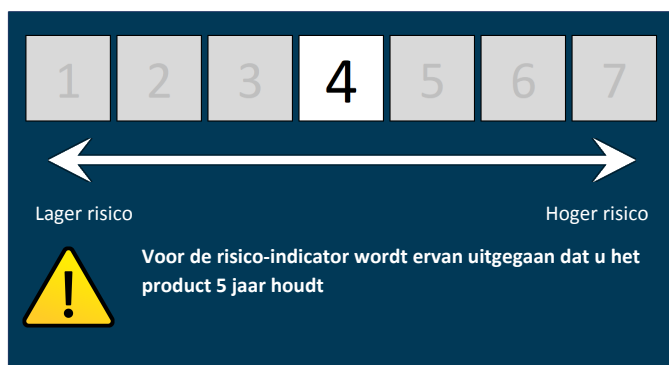 1 2 3 4 5 6 7
Lager risico Hoger risico
Voor de risico-indicator wordt ervan uitgegaan dat u het
product 5 jaar houdt